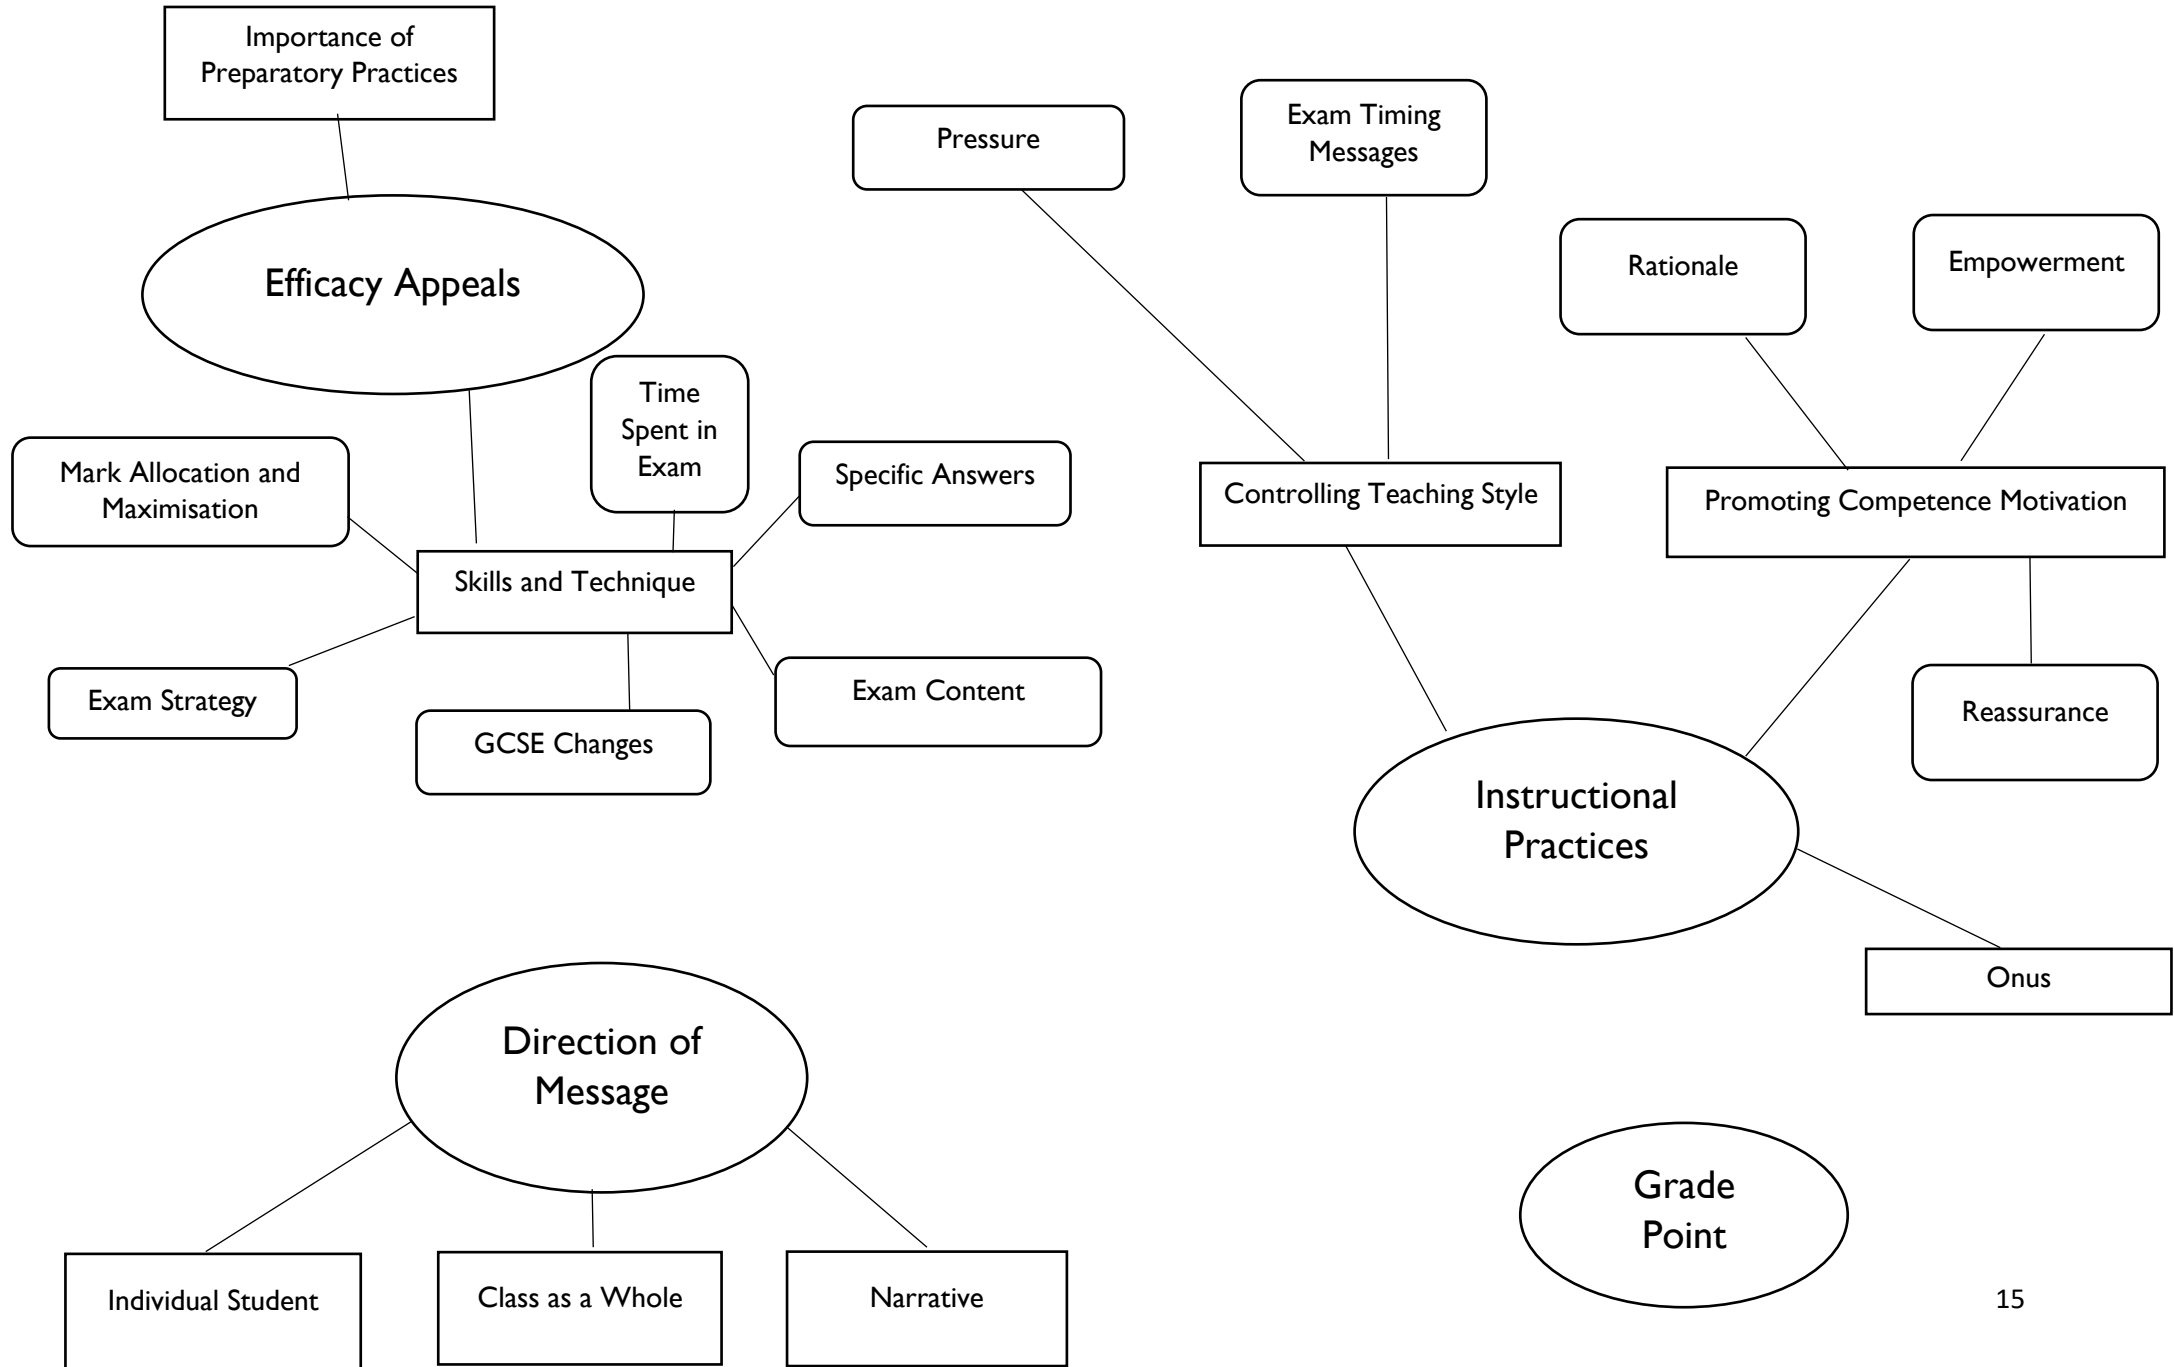 Importance of
Preparatory Practices
Efficacy Appeals
Time
Spent in
Exam
Mark Allocation and
Maximisation
Specific Answers
Skills and Technique
Exam Strategy
GCSE Changes
Exam Content
Pressure
Exam Timing
Messages
Rationale
Empowerment
Controlling Teaching Style
Promoting Competence Motivation
Reassurance
Instructional
Practices
Onus
Direction of
Message
Individual Student
Class as a Whole
Narrative
Grade
Point
15